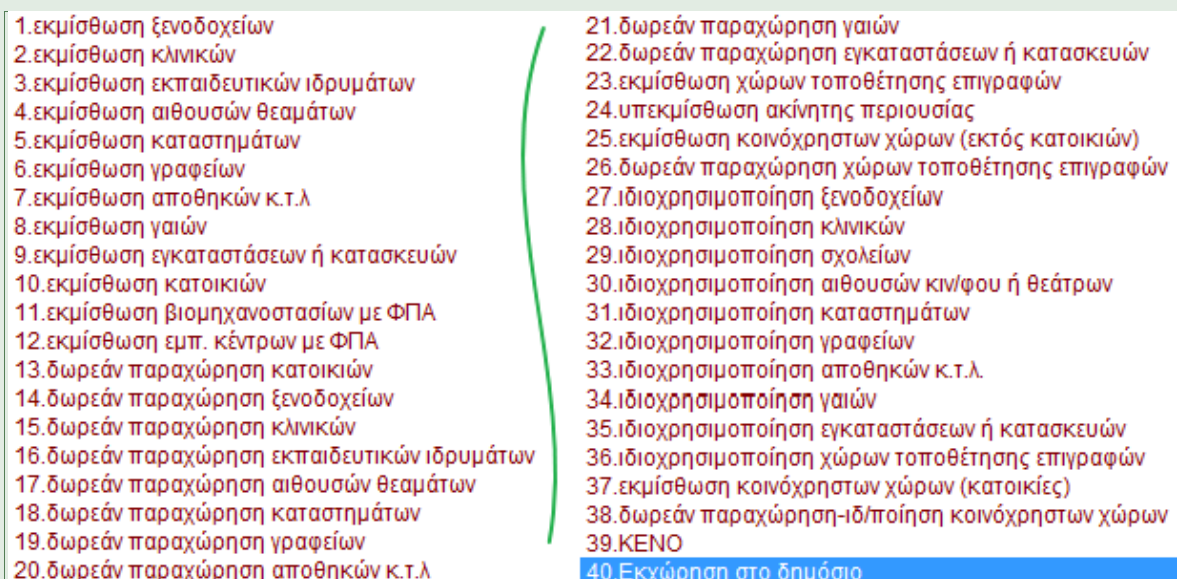 1.εκμίσθωση ξενοδοχείων
2.εκμίσθωση κλινικών
3.εκμίσθωση εκπαιδευτικών ιδρυμάτων
4.εκμίσθωση αιθουσών θεαμάτων
5.εκμίσθωση καταστημάτων
6.εκμίσθωση γραφείων
7.εκμίσθωση αποθηκών κ.τ.λ
8.εκμίσθωση γαιών
9.εκμίσθωση εγκαταστάσεων ή κατασκευών
10.εκμίσθωση κατοικιών
11.εκμίσθωση βιομηχανοστασίων με ΦΠΑ
12.εκμίσθωση εμπ. κέντρων με ΦΠΑ
13.δωρεάν παραχώρηση κατοικιών
14.δωρεάν παραχώρηση ξενοδοχείων
15.δωρεάν παραχώρηση κλινικών
16.δωρεάν παραχώρηση εκπαιδευτικών ιδρυμάτων
17.δωρεάν παραχώρηση αιθουσών θεαμάτων
18.δωρεάν παραχώρηση καταστημάτων
19.δωρεάν παραχώρηση γραφείων
20.δωρεάν παραχώρηση αποθηκών κ.τ.λ
21.δωρεάν παραχώρηση γαιών
22.δωρεάν παραχώρηση εγκαταστάσεων ή κατασκευών
23.εκμίσθωση χώρων τοποθέτησης επιγραφών
24.υπεκμίσθωση ακίνητης περιουσίας
25.εκμίσθωση κοινόχρηστων χώρων (εκτός κατοικιών)
26.δωρεάν παραχώρηση χώρων τοποθέτησης επιγραφών
27.ιδιοχρησιμοποίηση ξενοδοχείων
28.ιδιοχρησιμοποίηση κλινικών
29.ιδιοχρησιμοποίηση σχολείων
30.ιδιοχρησιμοποίηση αιθουσών κιν/φου ή θεάτρων
31.ιδιοχρησιμοποίηση καταστημάτων
32.ιδιοχρησιμοποίηση γραφείων
33.ιδιοχρησιμοποίηση αποθηκών κ.τ.λ.
34.ιδιοχρησιμοποίηση γαιών
35.ιδιοχρησιμοποίηση εγκαταστάσεων ή κατασκευών
36.ιδιοχρησιμοποίηση χώρων τοποθέτησης επιγραφών
37.εκμίσθωση κοινόχρηστων χώρων (κατοικίες)
38.δωρεάν παραχώρηση-ιδ/ποίηση κοινόχρηστων χώρων
39.ΚΕΝΟ
40.Εκχώρηση στο δημόσιο